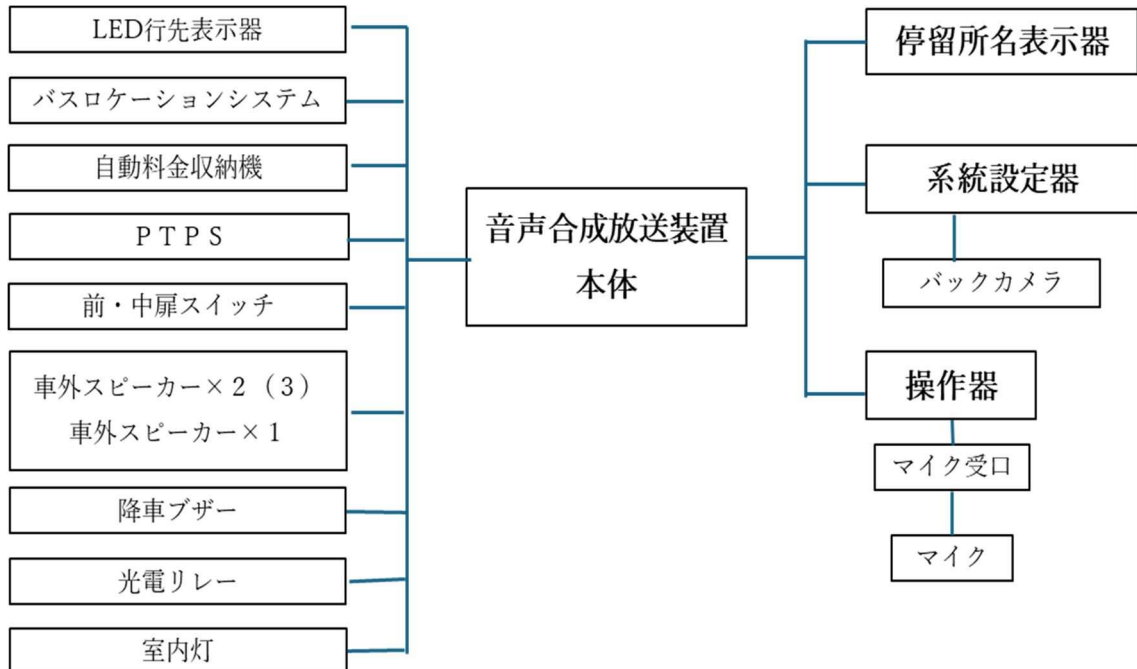 LED行先表示器
バスロケーションシステム
自動料金収納機
ＰＴＰＳ
前・中扉スイッチ
車外スピーカー×２（３）
車外スピーカー×１
降車ブザー
光電リレー
室内灯
音声合成放送装置
本体
停留所名表示器
系統設定器
バックカメラ
操作器
マイク受口
マイク